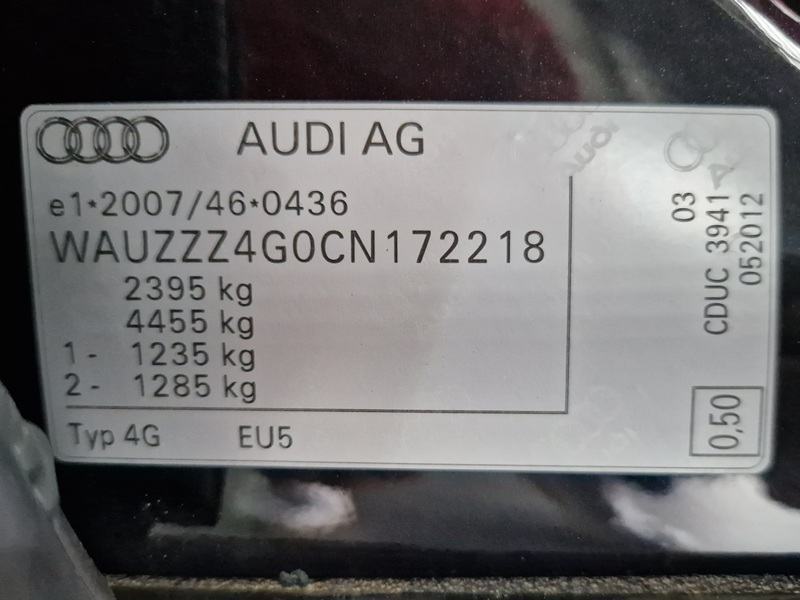 AUDI AG
e1*2007/46*0436
WAUZZZ4G0CN172218
2395 kg
4455 kg
1 - 1235 kg
2 - 1285 kg
Typ 4G EU5
03
CDUC 3941
052012
0,50
AUDI